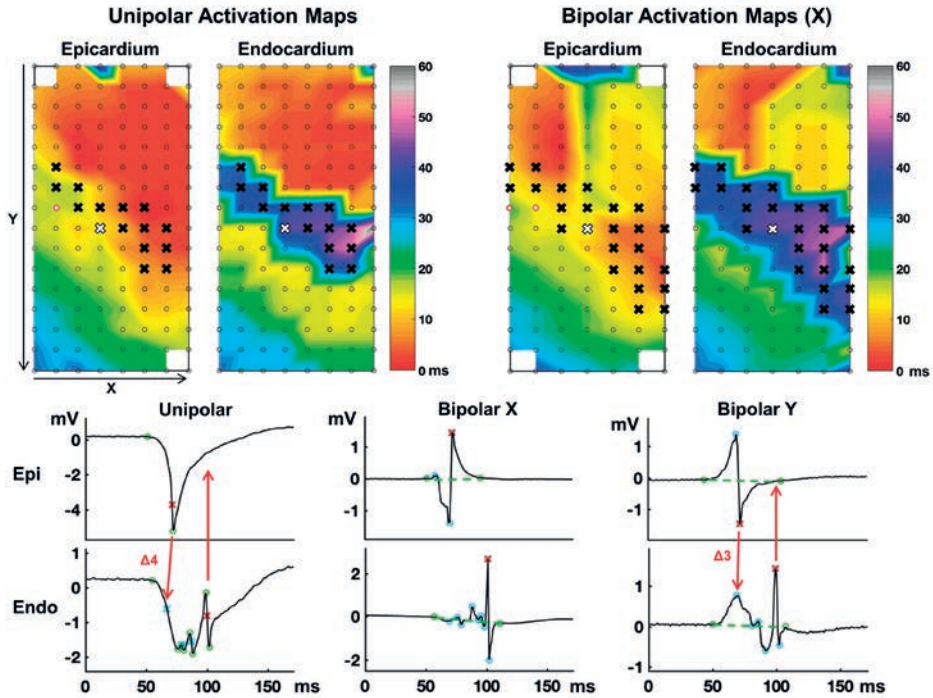 Unipolar Activation Maps
Bipolar Activation Maps (X)
Epicardium
Endocardium
Epicardium
Endocardium
60
50
40
30
20
10
0 ms
60
50
40
30
20
10
0 ms
Y
X
Unipolar
Bipolar X
Bipolar Y
mV
mV
mV
Epi
0
-2
-4
1
0
-1
1
0
-1
Δ4
Δ3
Endo
1
0
-1
-2
2
0
-2
1
0
-1
0
50
100
ms
0
50
100
150
ms
0
50
100
150
ms